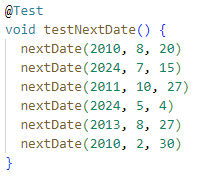 @Test
void testNextDate() {
  nextDate(2010, 8, 20)
  nextDate(2024, 7, 15)
  nextDate(2011, 10, 27)
  nextDate(2024, 5, 4)
  nextDate(2013, 8, 27)
  nextDate(2010, 2, 30)
}